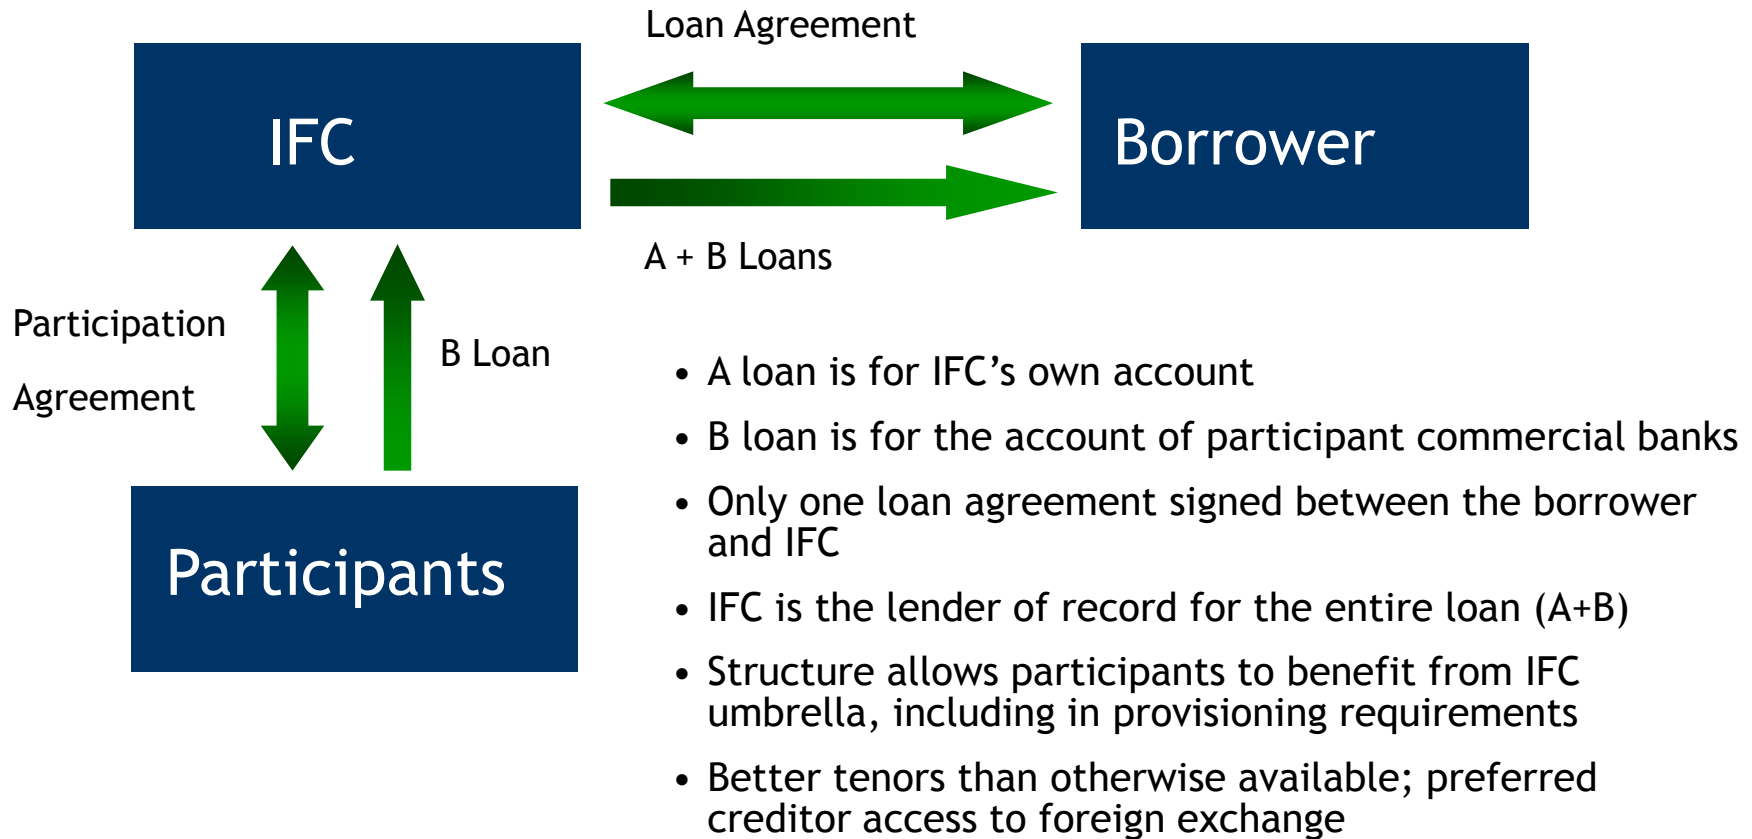 Loan Agreement
IFC
Borrower
A + B Loans
Participation
Agreement
B Loan
Participants
• A loan is for IFC’s own account
• B loan is for the account of participant commercial banks
• Only one loan agreement signed between the borrower
and IFC
• IFC is the lender of record for the entire loan (A+B)
• Structure allows participants to benefit from IFC
umbrella, including in provisioning requirements
• Better tenors than otherwise available; preferred
creditor access to foreign exchange